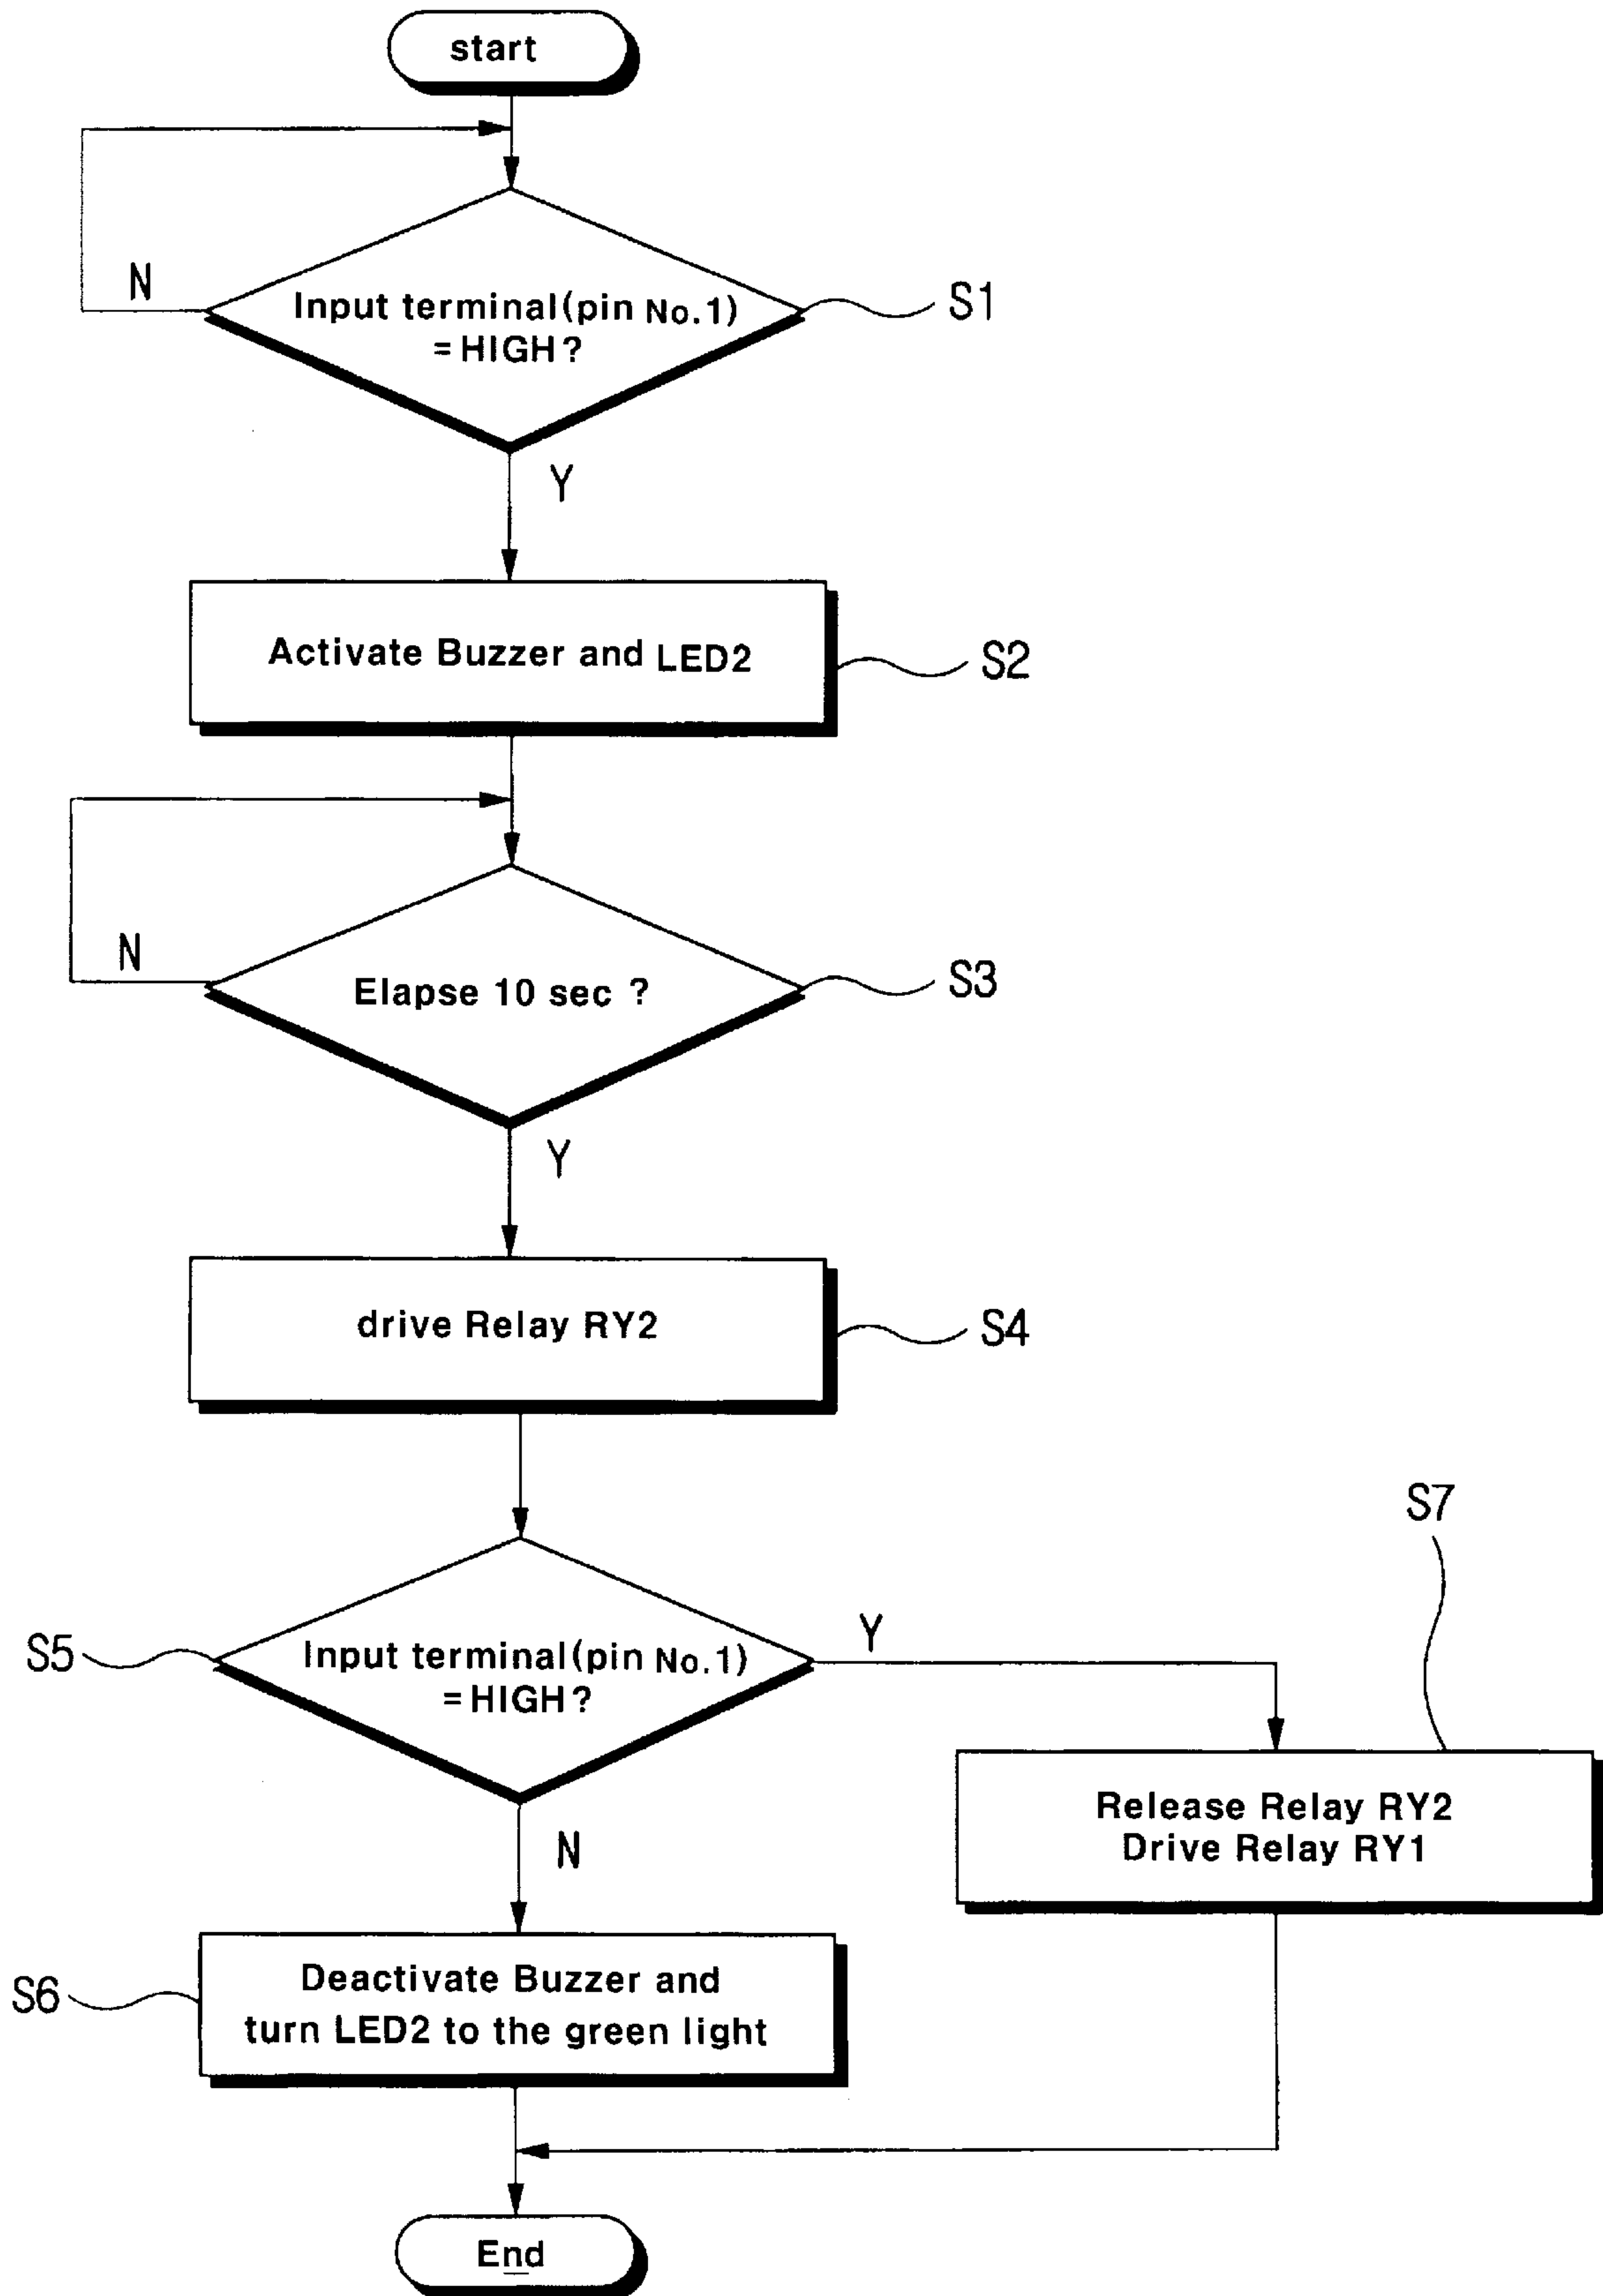 start
N
Input terminal(pin No.1)
=HIGH?
S1
Y
Activate Buzzer and LED2
S2
N
Elapse 10 sec ?
S3
Y
drive Relay RY2
S4
S7
S5
Input terminal(pin No.1)
=HIGH?
Y
Release Relay RY2
Drive Relay RY1
N
S6
Deactivate Buzzer and
turn LED2 to the green light
End